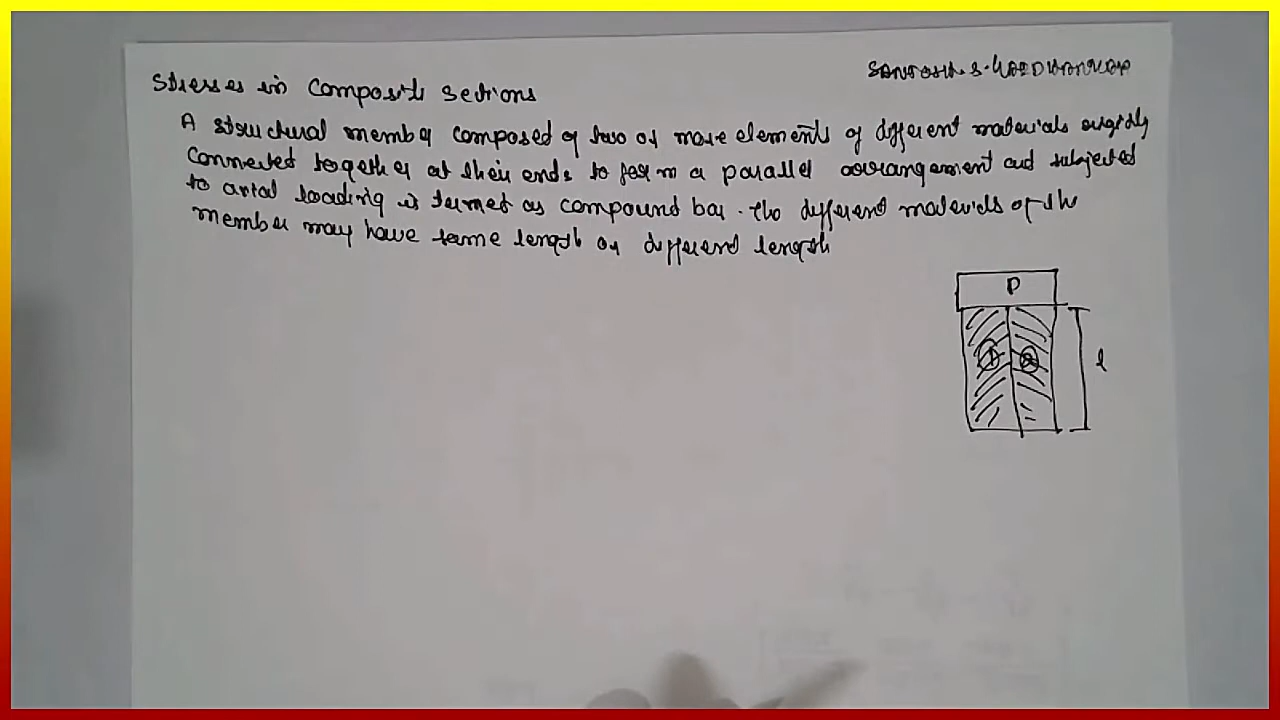 Stresses in Composite Sections
A structural member composed of two or more elements of different materials rigidly
connected together at their ends to form a parallel arrangement and subjected
to axial loading is termed as compound bar. The different materials of the
member may have same length or different length
P
1 2
l